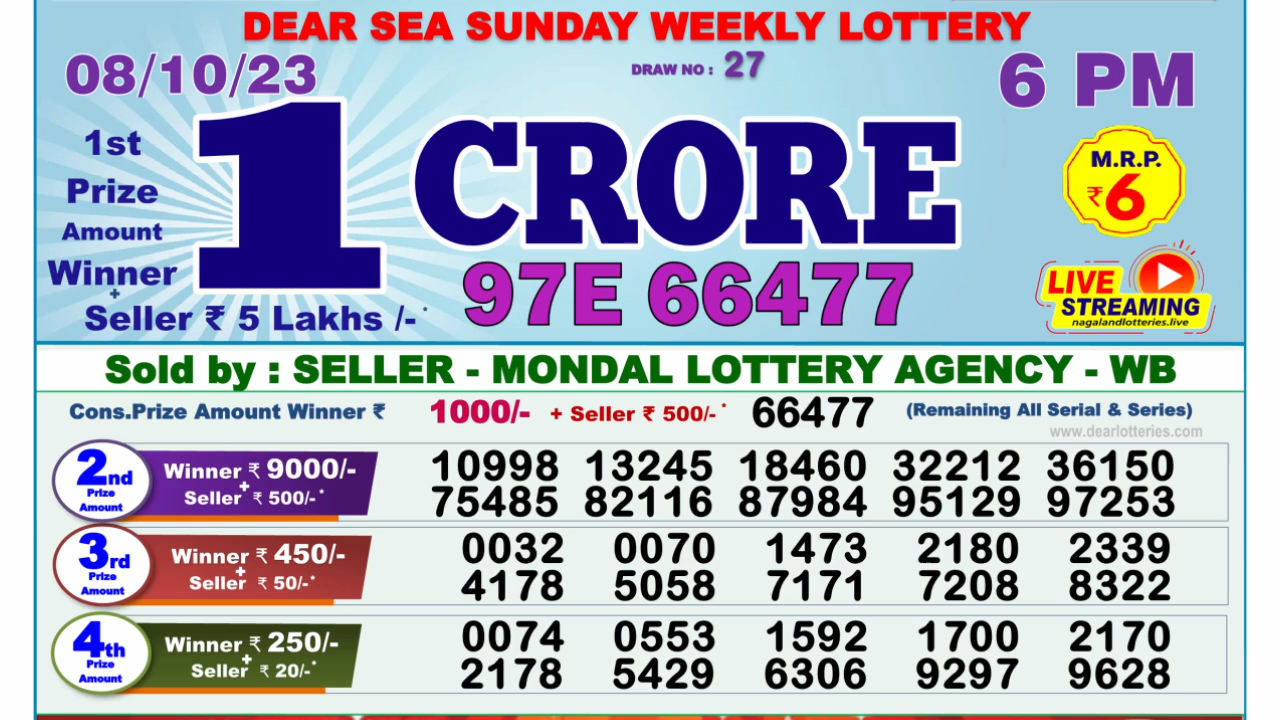 DEAR SEA SUNDAY WEEKLY LOTTERY
08/10/23
DRAW NO : 27
6 PM
1st
Prize
Amount
Winner
+
Seller ₹ 5 Lakhs /- *
1 CRORE
97E 66477
M.R.P.
₹6
LIVE
STREAMING
nagalandlotteries.live
Sold by : SELLER - MONDAL LOTTERY AGENCY - WB
Cons.Prize Amount Winner ₹ 1000/- + Seller ₹ 500/- * 66477 (Remaining All Serial & Series)
www.dearlotteries.com
2nd
Prize
Amount
Winner ₹ 9000/-
+
Seller ₹ 500/- *
10998 13245 18460 32212 36150
75485 82116 87984 95129 97253
3rd
Prize
Amount
Winner ₹ 450/-
+
Seller ₹ 50/- *
0032 0070 1473 2180 2339
4178 5058 7171 7208 8322
4th
Prize
Amount
Winner ₹ 250/-
+
Seller ₹ 20/- *
0074 0553 1592 1700 2170
2178 5429 6306 9297 9628